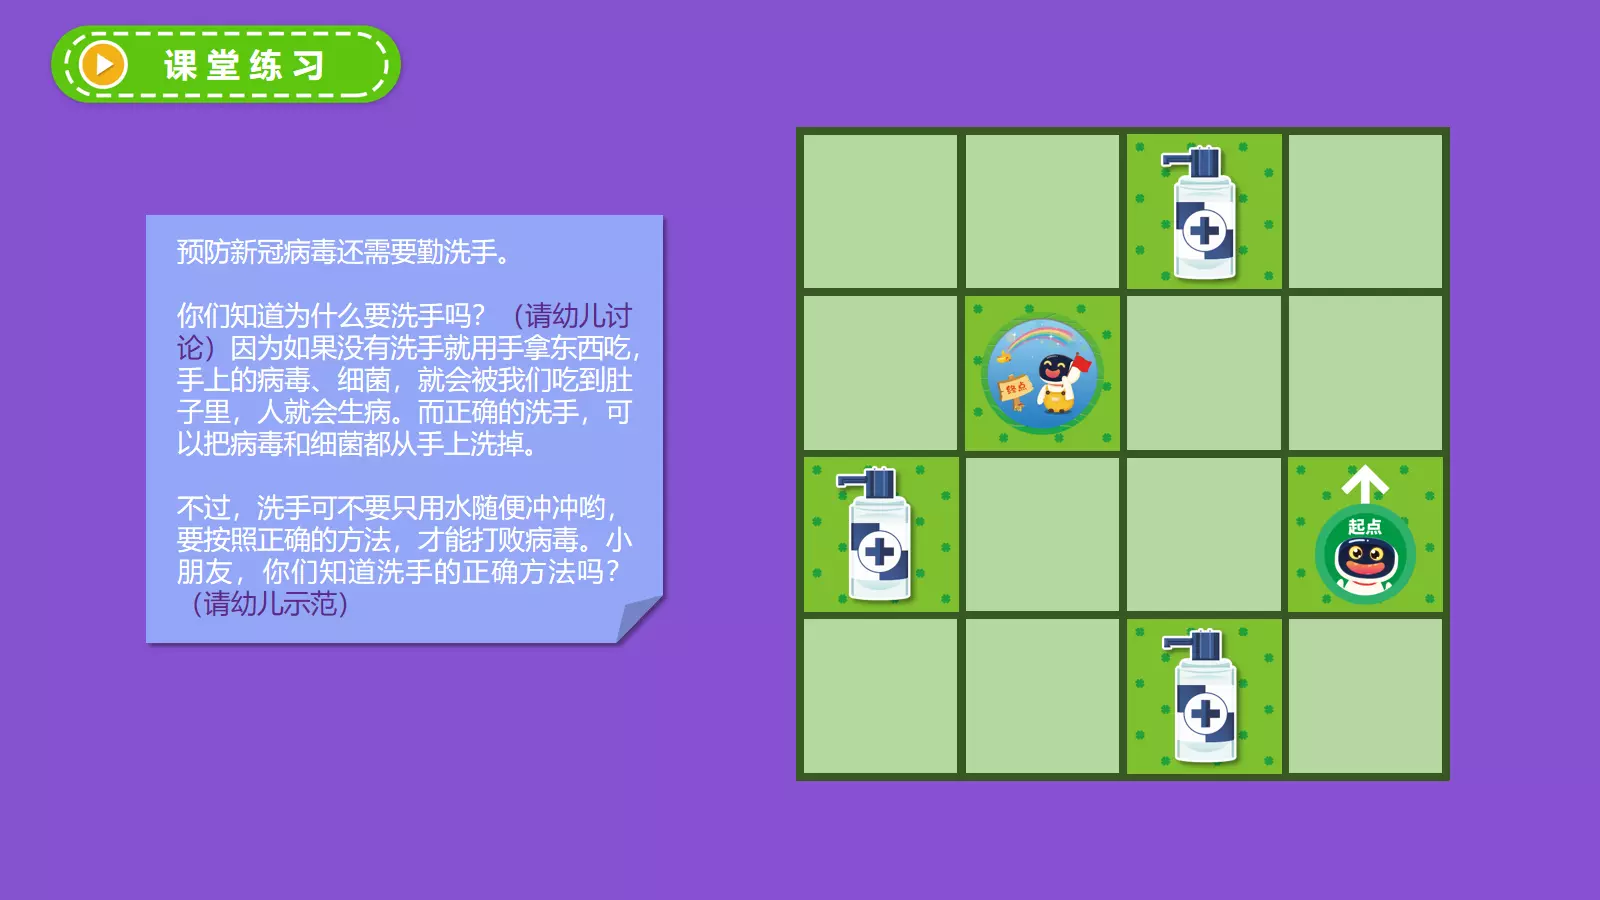 课堂练习
预防新冠病毒还需要勤洗手。
你们知道为什么要洗手吗？（请幼儿讨
论）因为如果没有洗手就用手拿东西吃，
手上的病毒、细菌，就会被我们吃到肚
子里，人就会生病。而正确的洗手，可
以把病毒和细菌都从手上洗掉。
不过，洗手可不要只用水随便冲冲哟，
要按照正确的方法，才能打败病毒。小
朋友，你们知道洗手的正确方法吗？
（请幼儿示范）
终点
起点